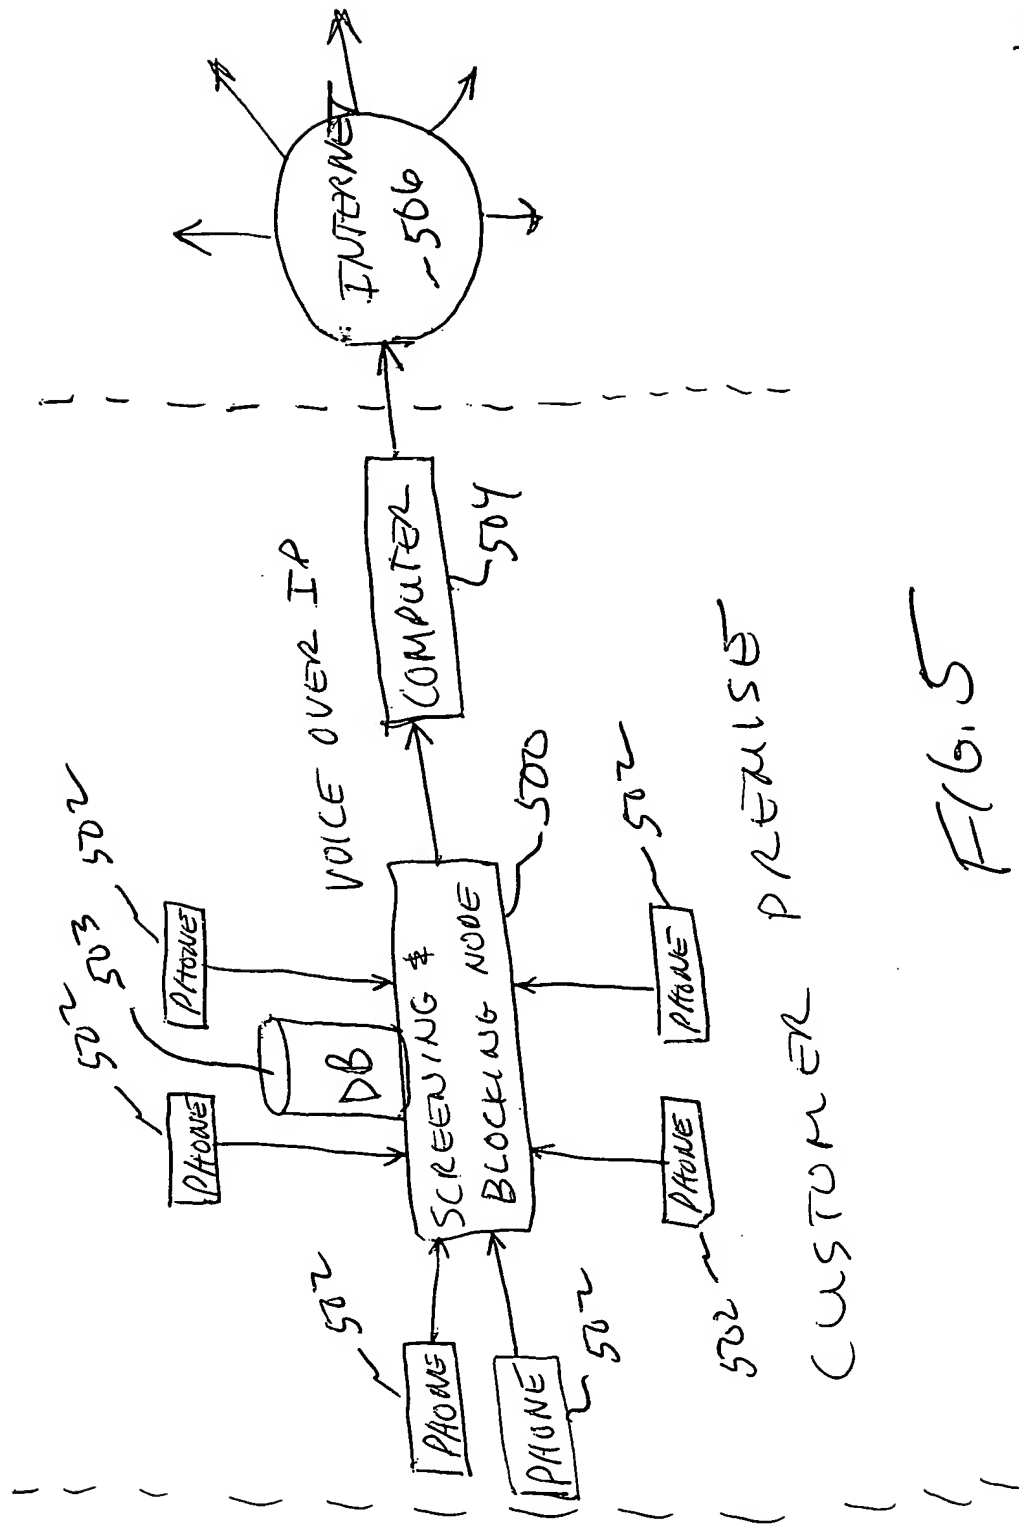 502
503
502
PHONE
PHONE
DB
VOICE OVER IP
502
PHONE
SCREENING &
BLOCKING NODE
500
COMPUTER
504
INTERNET
506
PHONE
502
PHONE
502
PHONE
502
CUSTOMER PREMISE
FIG. 5